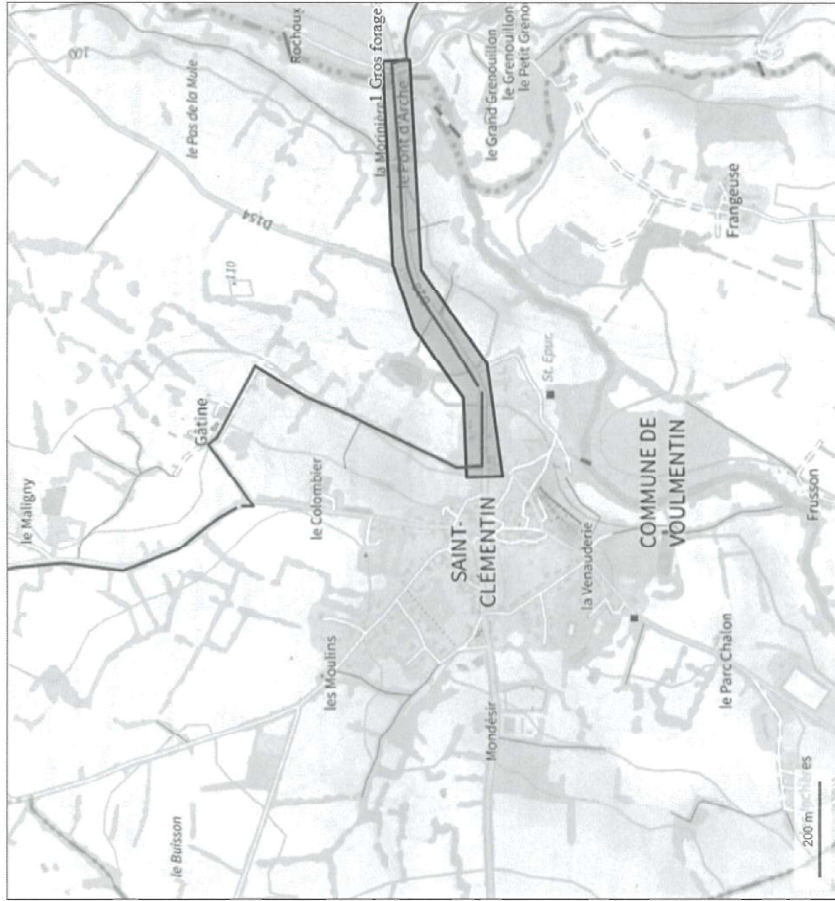 100
le Pas de la Mule
Rochoux
la Morinière
1 Gros forage
le Pont d'Arche
le Grand Grenouillon
le Grenouillon
le Petit Greno
D154
110
Frangeuse
Gâtine
St. Epur.
le Maligny
le Colombier
SAINT-
CLÉMENTIN
COMMUNE DE
VOULMENTIN
Frusson
la Venauderie
les Moulins
Mondésir
le Parc Chalon
le Buisson
200 m